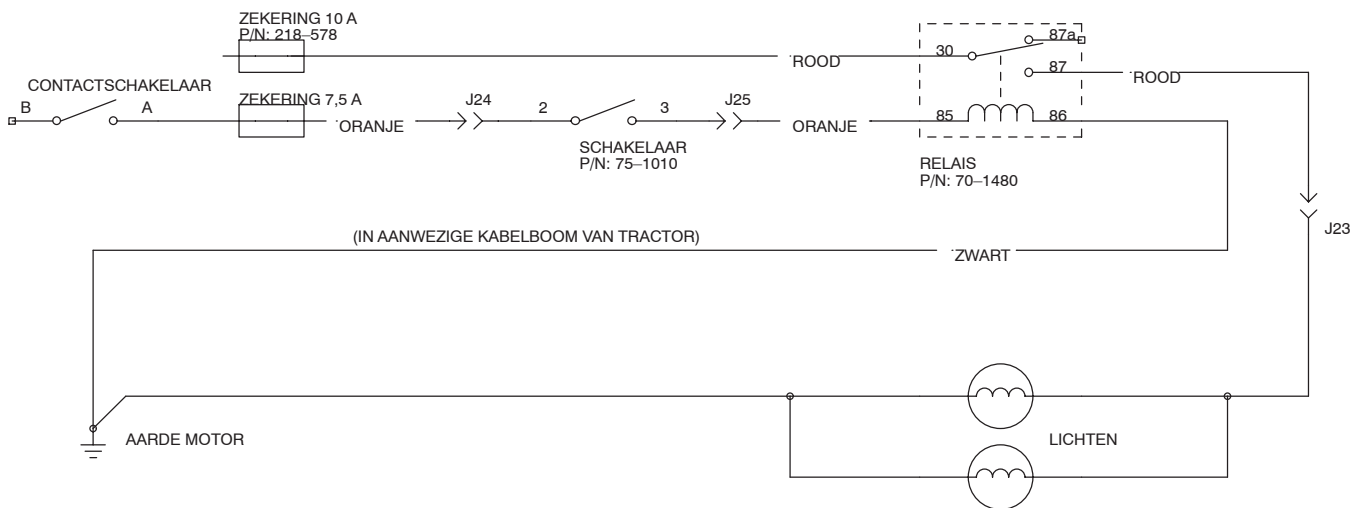 ZEKERING 10 A
P/N: 218–578
87a
30
ROOD
87
ROOD
CONTACTSCHAKELAAR
B
A
ZEKERING 7,5 A
ORANJE
J24
2
3
J25
ORANJE
85
86
SCHAKELAAR
P/N: 75–1010
RELAIS
P/N: 70–1480
J23
(IN AANWEZIGE KABELBOOM VAN TRACTOR)
ZWART
AARDE MOTOR
LICHTEN